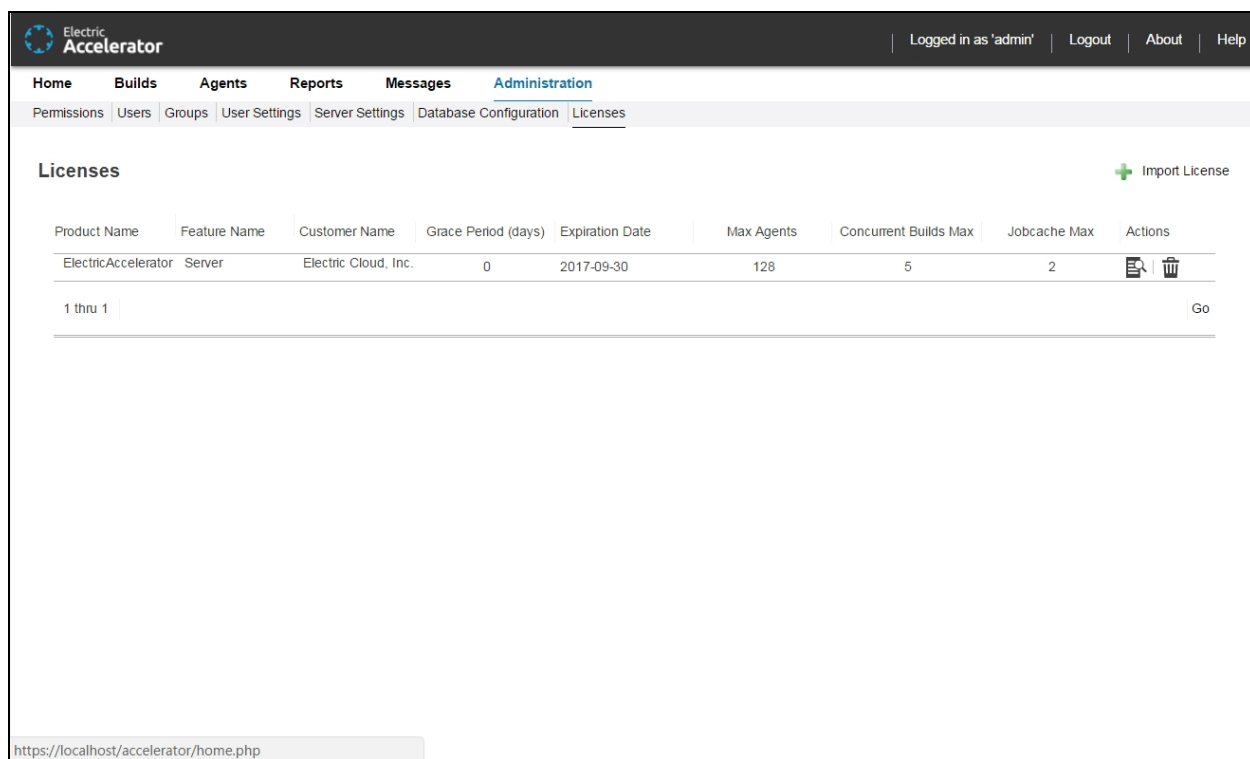 Electric
Accelerator
Logged in as 'admin' | Logout | About | Help
Home Builds Agents Reports Messages Administration
Permissions Users Groups User Settings Server Settings Database Configuration Licenses
Licenses
Import License
Product Name Feature Name Customer Name Grace Period (days) Expiration Date Max Agents Concurrent Builds Max Jobcache Max Actions
ElectricAccelerator Server Electric Cloud, Inc. 0 2017-09-30 128 5 2
1 thru 1 Go
https://localhost/accelerator/home.php